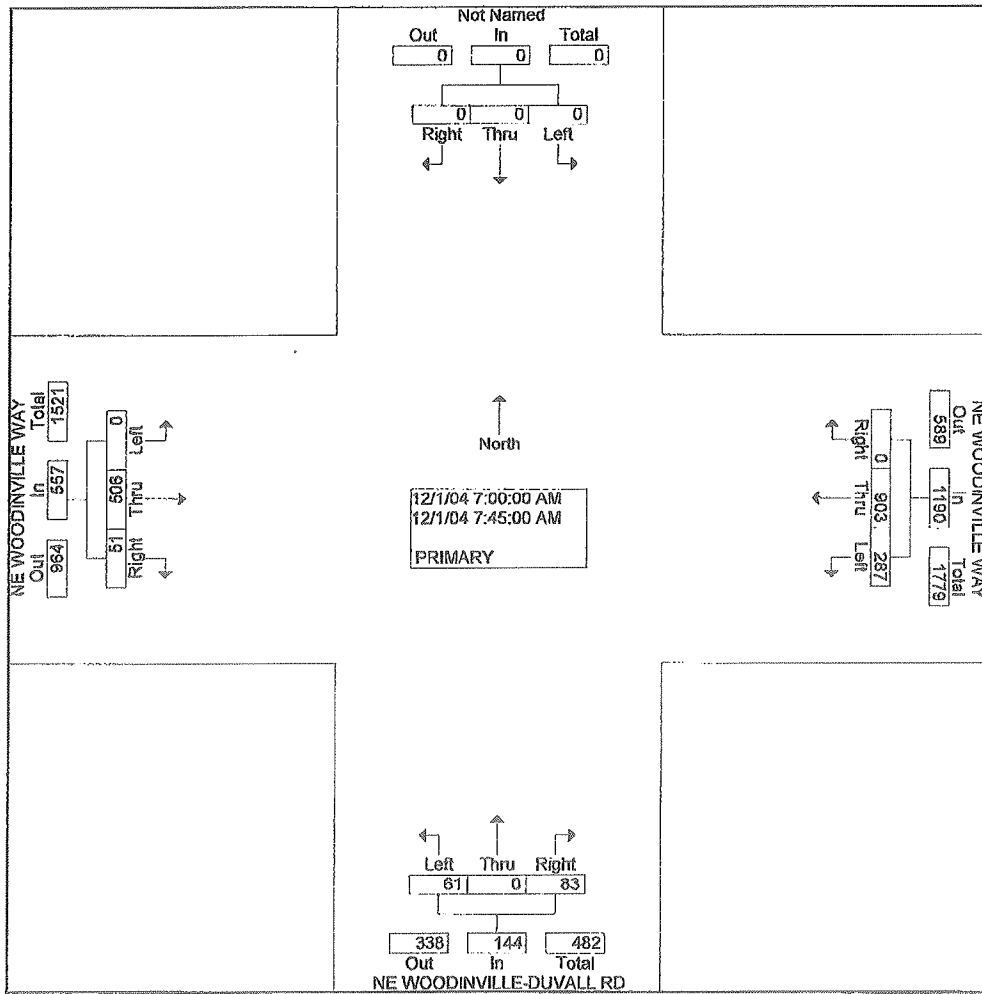 Not Named
Out In Total
0 0 0
0 0 0
Right Thru Left
NE WOODINVILLE WAY
Total In Out
1521 557 964
0 506 51
Left Thru Right
North
12/1/04 7:00:00 AM
12/1/04 7:45:00 AM
PRIMARY
NE WOODINVILLE WAY
Out In Total
589 1190 1779
0 903 287
Right Thru Left
Left Thru Right
61 0 83
338 144 482
Out In Total
NE WOODINVILLE-DUVALL RD